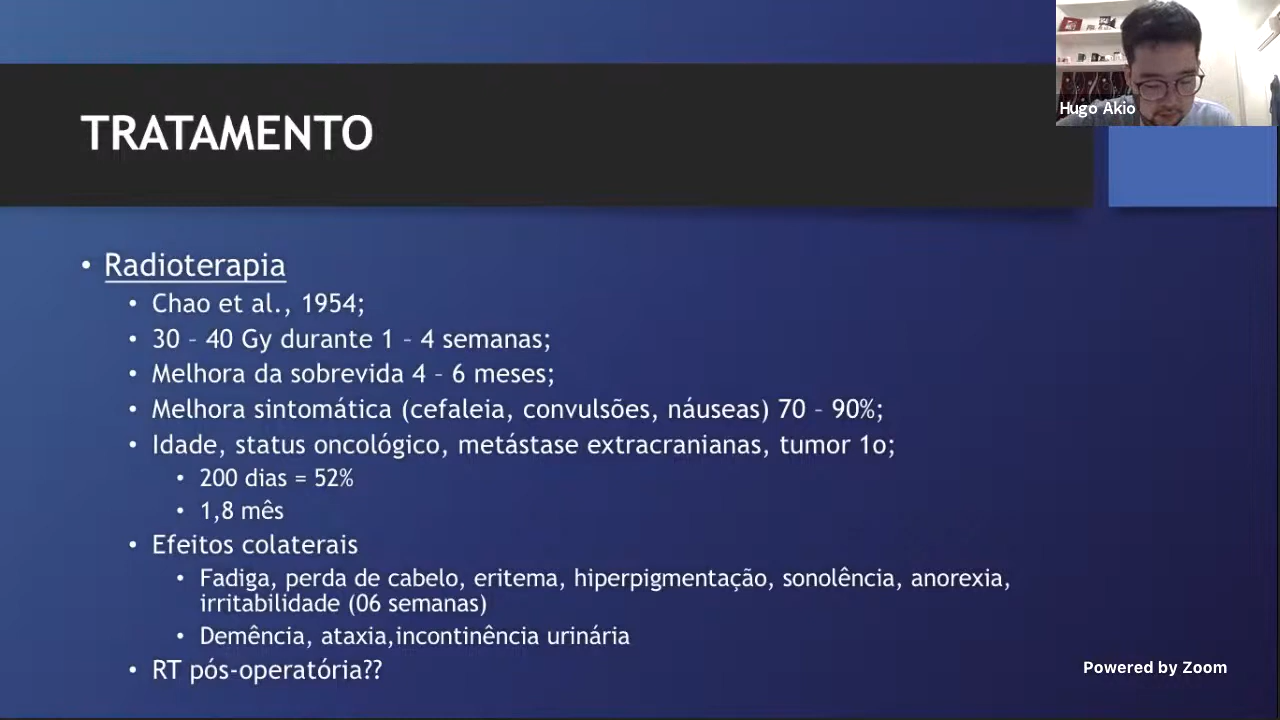 Hugo Akio
TRATAMENTO
• Radioterapia
• Chao et al., 1954;
• 30 – 40 Gy durante 1 – 4 semanas;
• Melhora da sobrevida 4 – 6 meses;
• Melhora sintomática (cefaleia, convulsões, náuseas) 70 – 90%;
• Idade, status oncológico, metástase extracranianas, tumor 1o;
• 200 dias = 52%
• 1,8 mês
• Efeitos colaterais
• Fadiga, perda de cabelo, eritema, hiperpigmentação, sonolência, anorexia,
irritabilidade (06 semanas)
• Demência, ataxia,incontinência urinária
• RT pós-operatória??
Powered by Zoom